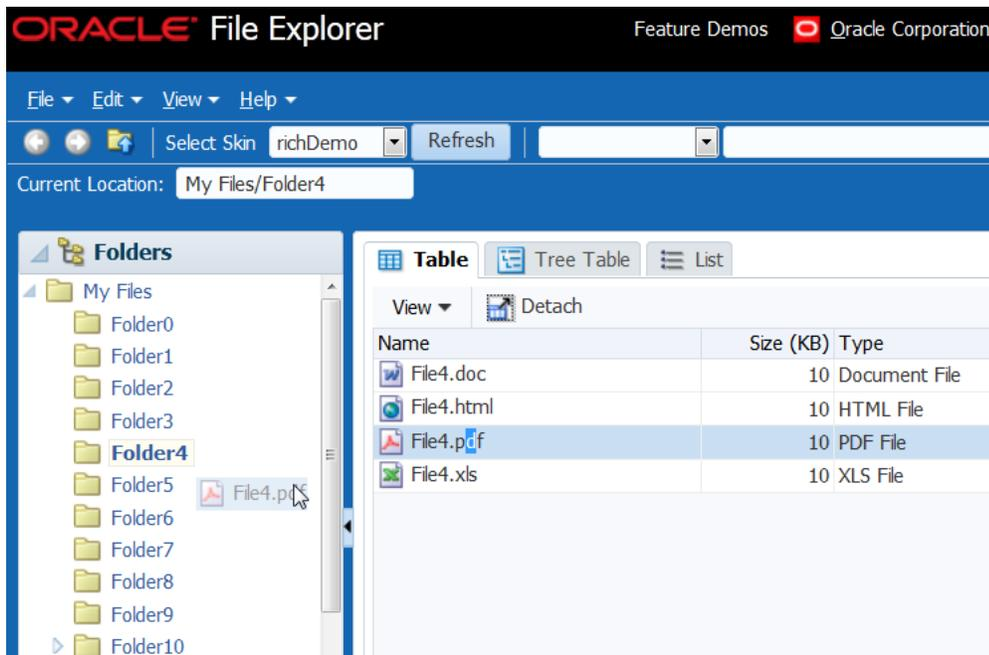 ORACLE File Explorer Feature Demos Oracle Corporation
File Edit View Help
Select Skin richDemo Refresh
Current Location: My Files/Folder4
Folders
My Files
Folder0
Folder1
Folder2
Folder3
Folder4
Folder5 File4.pdf
Folder6
Folder7
Folder8
Folder9
Folder10
Table Tree Table List
View Detach
Name Size (KB) Type
File4.doc 10 Document File
File4.html 10 HTML File
File4.pdf 10 PDF File
File4.xls 10 XLS File